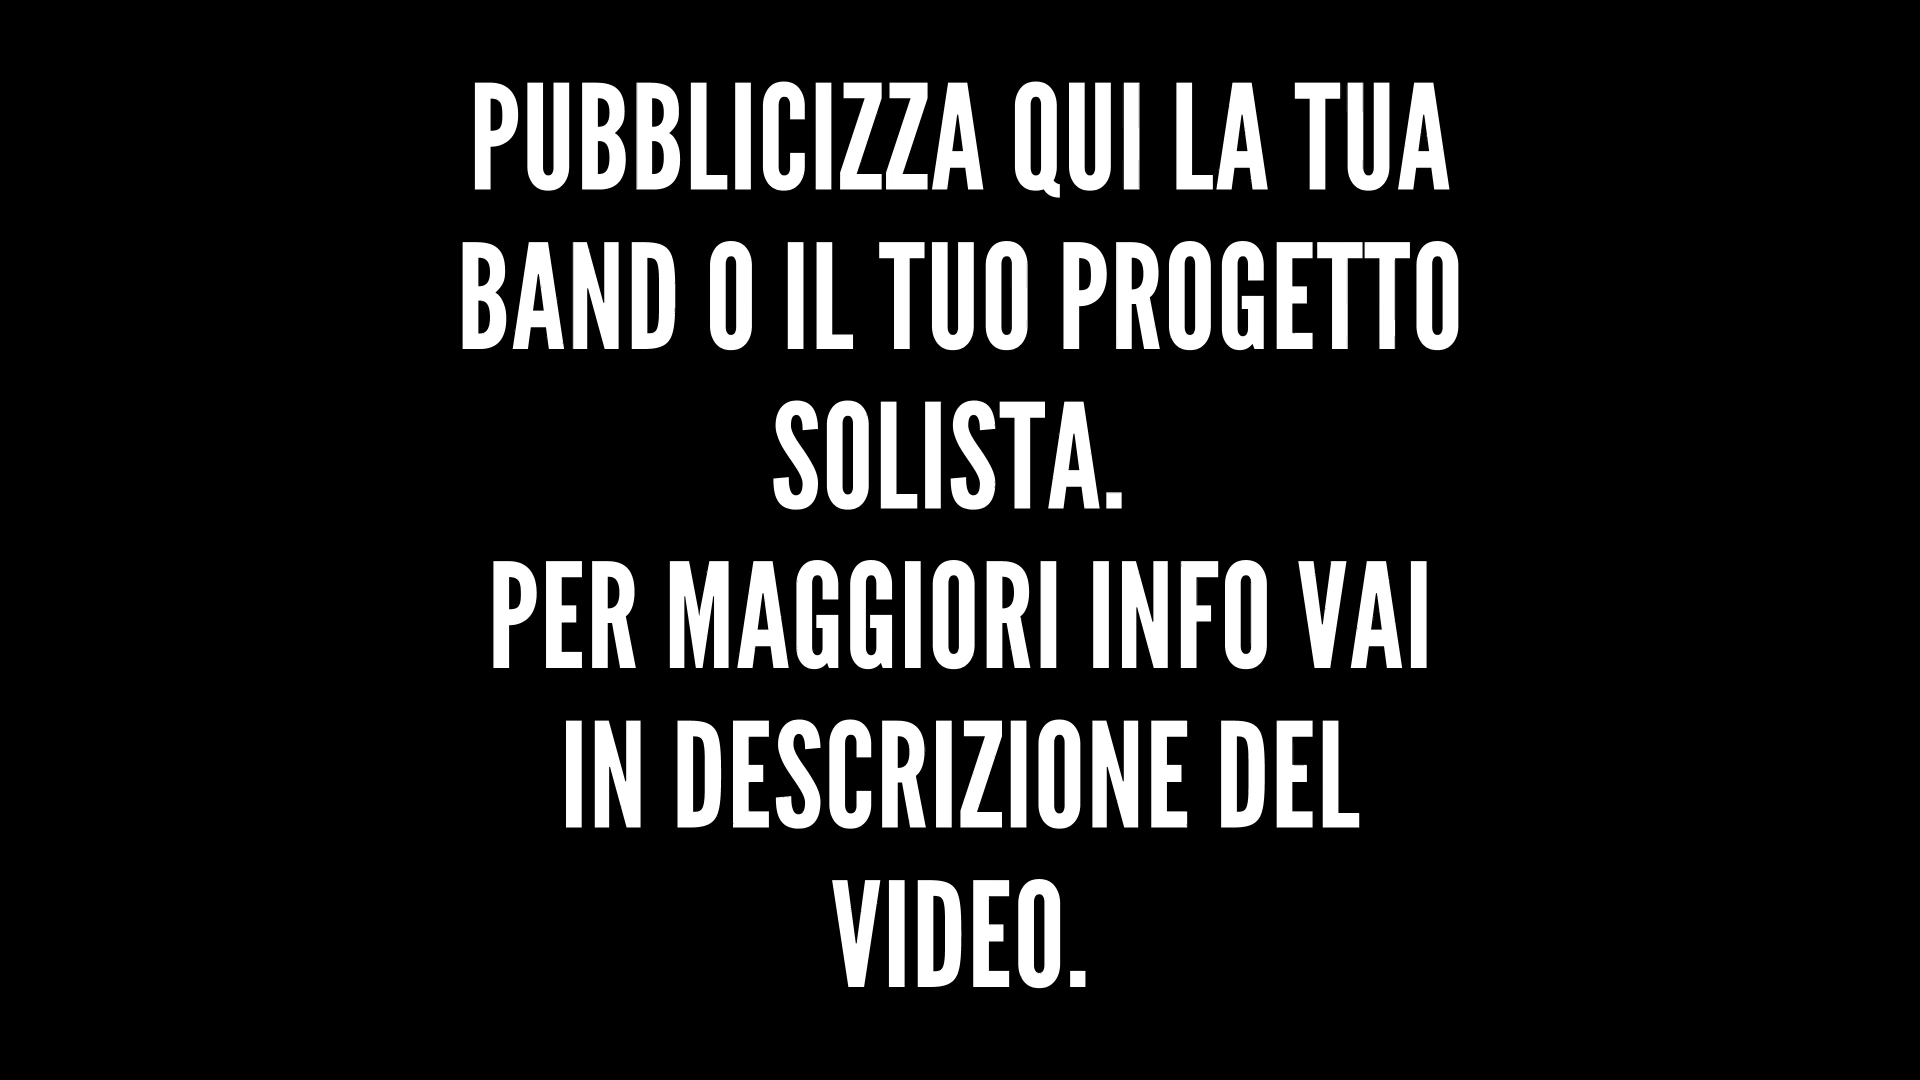 PUBBLICIZZA QUI LA TUA
BAND O IL TUO PROGETTO
SOLISTA.
PER MAGGIORI INFO VAI
IN DESCRIZIONE DEL
VIDEO.